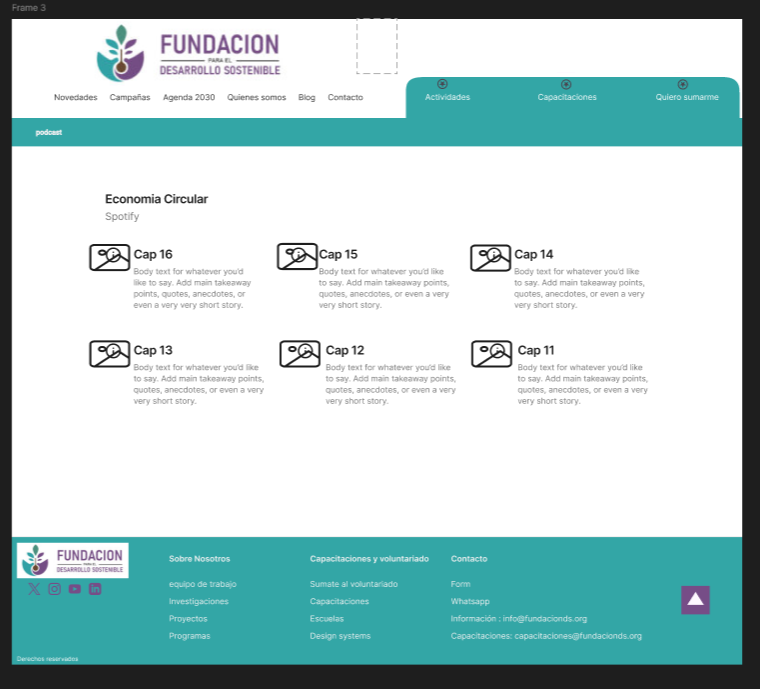 Frame 3
FUNDACION
PARA EL
DESARROLLO SOSTENIBLE
Novedades
Campañas
Agenda 2030
Quienes somos
Blog
Contacto
Actividades
Capacitaciones
Quiero sumarme
podcast
Economia Circular
Spotify
Cap 16
Body text for whatever you'd
like to say. Add main takeaway
points, quotes, anecdotes, or
even a very very short story.
Cap 15
Body text for whatever you'd like
to say. Add main takeaway points,
quotes, anecdotes, or even a very
very short story.
Cap 14
Body text for whatever you'd like
to say. Add main takeaway points,
quotes, anecdotes, or even a very
very short story.
Cap 13
Body text for whatever you'd like
to say. Add main takeaway points,
quotes, anecdotes, or even a very
very short story.
Cap 12
Body text for whatever you'd like
to say. Add main takeaway points,
quotes, anecdotes, or even a very
very short story.
Cap 11
Body text for whatever you'd like
to say. Add main takeaway points,
quotes, anecdotes, or even a very
very short story.
FUNDACION
PARA EL
DESARROLLO SOSTENIBLE
Derechos reservados
Sobre Nosotros
equipo de trabajo
Investigaciones
Proyectos
Programas
Capacitaciones y voluntariado
Sumate al voluntariado
Capacitaciones
Escuelas
Design systems
Contacto
Form
Whatsapp
Información : info@fundacionds.org
Capacitaciones: capacitaciones@fundacionds.org